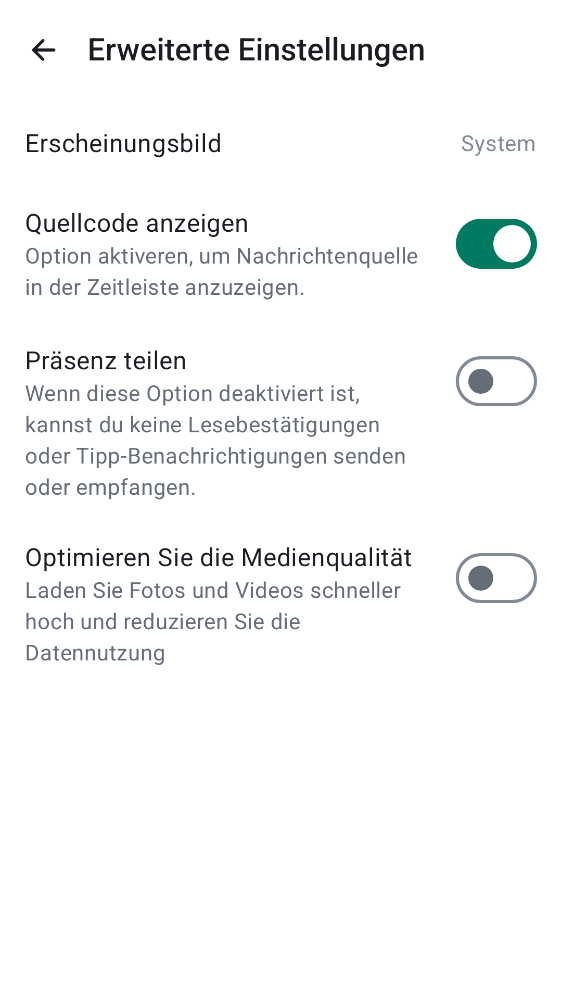 Erweiterte Einstellungen
Erscheinungsbild
System
Quellcode anzeigen
Option aktiveren, um Nachrichtenquelle
in der Zeitleiste anzuzeigen.
Präsenz teilen
Wenn diese Option deaktiviert ist,
kannst du keine Lesebestätigungen
oder Tipp-Benachrichtigungen senden
oder empfangen.
Optimieren Sie die Medienqualität
Laden Sie Fotos und Videos schneller
hoch und reduzieren Sie die
Datennutzung